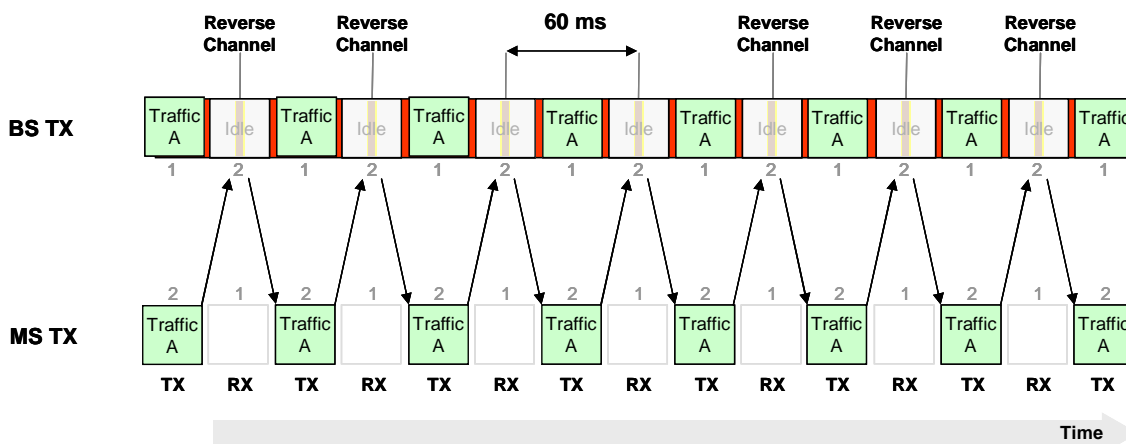 Reverse Channel Reverse Channel 60 ms Reverse Channel Reverse Channel Reverse Channel
BS TX
Traffic A Idle Traffic A Idle Traffic A Idle Traffic A Idle Traffic A Idle Traffic A Idle Traffic A Idle Traffic A
1 2 1 2 1 2 1 2 1 2 1 2 1 2 1
2 1 2 1 2 1 2 1 2 1 2 1 2 1 2
MS TX
Traffic A Traffic A Traffic A Traffic A Traffic A Traffic A Traffic A Traffic A
TX RX TX RX TX RX TX RX TX RX TX RX TX RX TX
Time